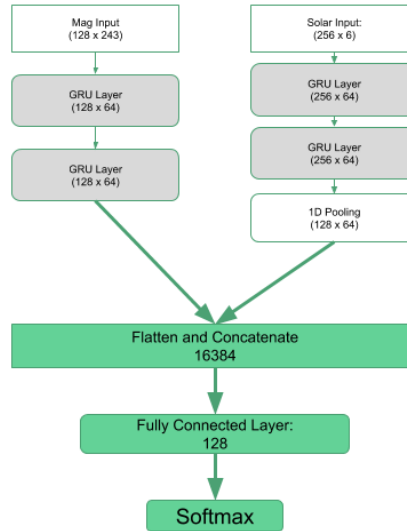 Mag Input
(128 x 243)
GRU Layer
(128 x 64)
GRU Layer
(128 x 64)
Solar Input:
(256 x 6)
GRU Layer
(256 x 64)
GRU Layer
(256 x 64)
1D Pooling
(128 x 64)
Flatten and Concatenate
16384
Fully Connected Layer:
128
Softmax